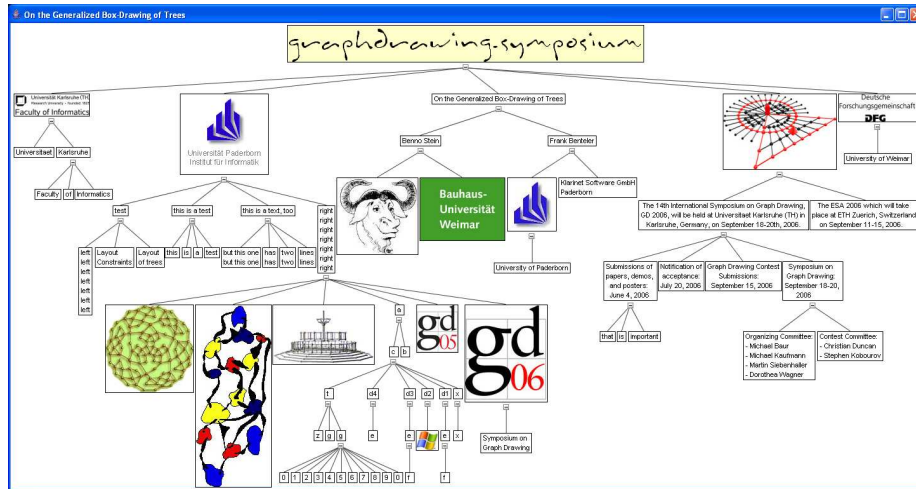 On the Generalized Box-Drawing of Trees
graphdrawing-symposium
Universität Karlsruhe (TH)
Research University · founded 1825
Faculty of Informatics
Universitaet
Karlsruhe
Faculty
of
Informatics
Universität Paderborn
Institut für Informatik
test
this is a test
this is a text, too
right
right
right
right
right
right
right
left
left
left
left
left
left
left
Layout
Constraints
Layout
of trees
this
is
a
test
but this one
but this one
has
has
two
two
lines
lines
On the Generalized Box-Drawing of Trees
Benno Stein
Frank Benteler
Bauhaus-
Universität
Weimar
Klarinet Software GmbH
Paderborn
University of Paderborn
Deutsche
Forschungsgemeinschaft
DFG
University of Weimar
The 14th International Symposium on Graph Drawing,
GD 2006, will be held at Universitaet Karlsruhe (TH) in
Karlsruhe, Germany, on September 18-20th, 2006.
The ESA 2006 which will take
place at ETH Zuerich, Switzerland
on September 11-15, 2006.
Submissions of
papers, demos,
and posters:
June 4, 2006
Notification of
acceptance:
July 20, 2006
Graph Drawing Contest
Submissions:
September 15, 2006
Symposium on
Graph Drawing:
September 18-20,
2006
that
is
important
Organizing Committee:
- Michael Baur
- Michael Kaufmann
- Martin Siebenhaller
- Dorothea Wagner
Contest Committee:
- Christian Duncan
- Stephen Kobourov
a
c
b
gd
05
gd
06
t
d4
d3
d2
d1
x
z
g
g
e
e
e
x
0
1
2
3
4
5
6
7
8
9
0
f
f
Symposium on
Graph Drawing